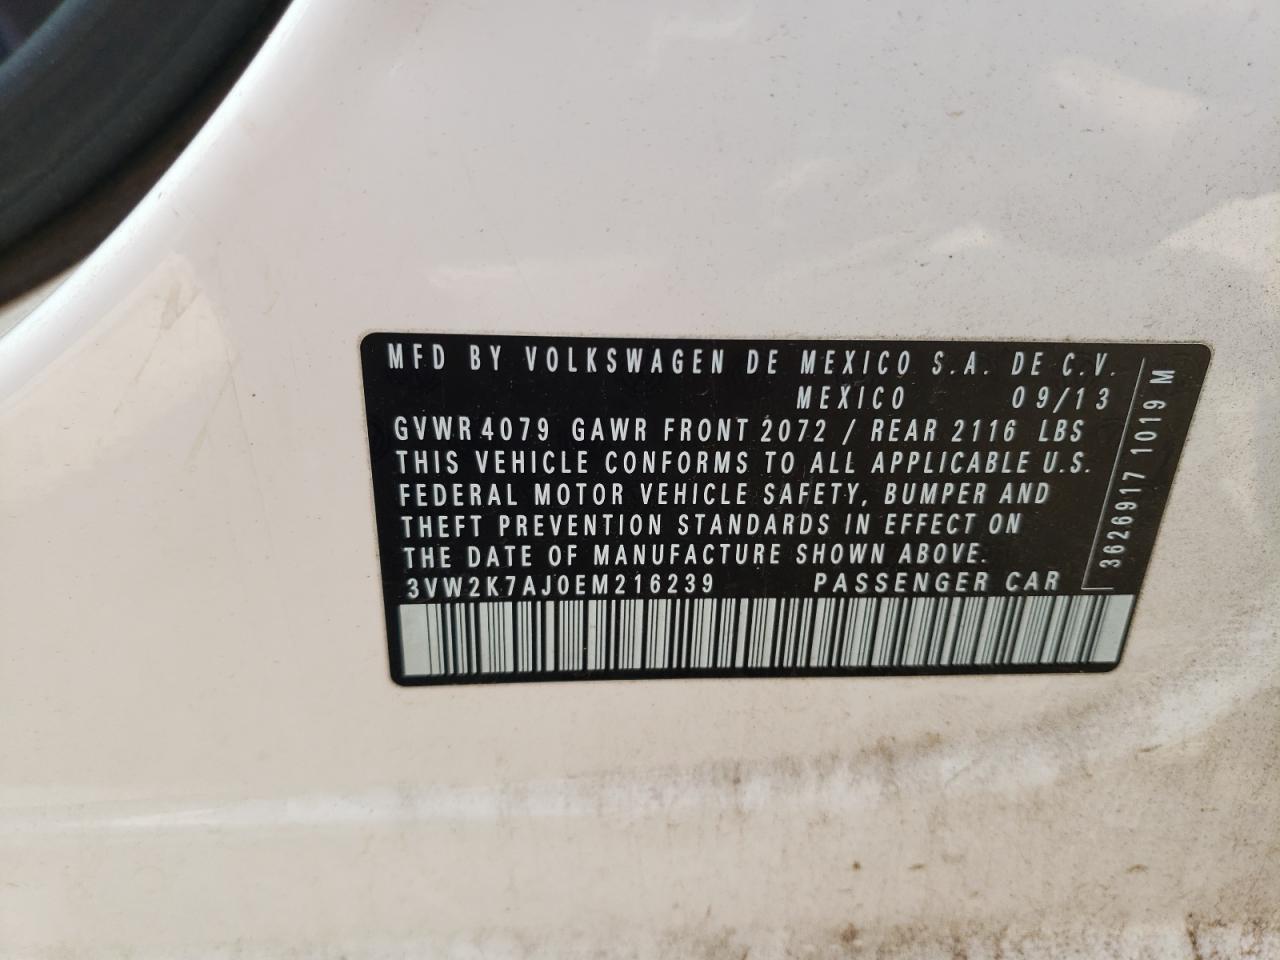 MFD BY VOLKSWAGEN DE MEXICO S.A. DE C.V.
MEXICO 09/13
GVWR 4079 GAWR FRONT 2072 / REAR 2116 LBS
THIS VEHICLE CONFORMS TO ALL APPLICABLE U.S.
FEDERAL MOTOR VEHICLE SAFETY, BUMPER AND
THEFT PREVENTION STANDARDS IN EFFECT ON
THE DATE OF MANUFACTURE SHOWN ABOVE.
3VW2K7AJ0EM216239 PASSENGER CAR
3626917 1019 M